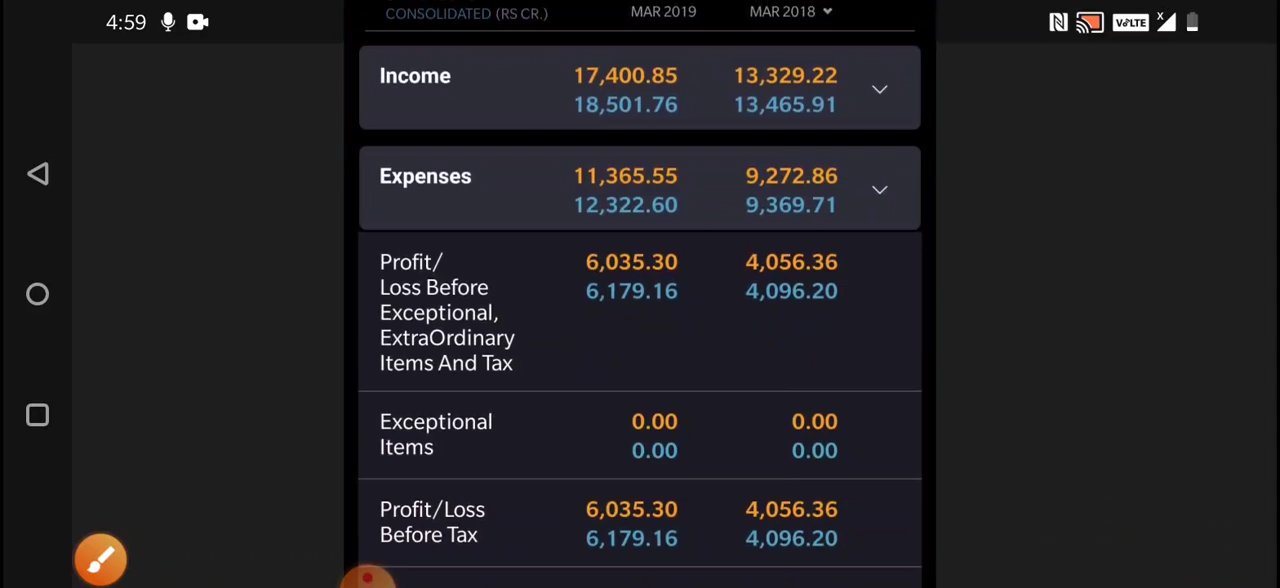 4:59
VoLTE X
CONSOLIDATED (RS CR.) MAR 2019 MAR 2018
Income 17,400.85 13,329.22
18,501.76 13,465.91
Expenses 11,365.55 9,272.86
12,322.60 9,369.71
Profit/ 6,035.30 4,056.36
Loss Before 6,179.16 4,096.20
Exceptional,
ExtraOrdinary
Items And Tax
Exceptional 0.00 0.00
Items 0.00 0.00
Profit/Loss 6,035.30 4,056.36
Before Tax 6,179.16 4,096.20